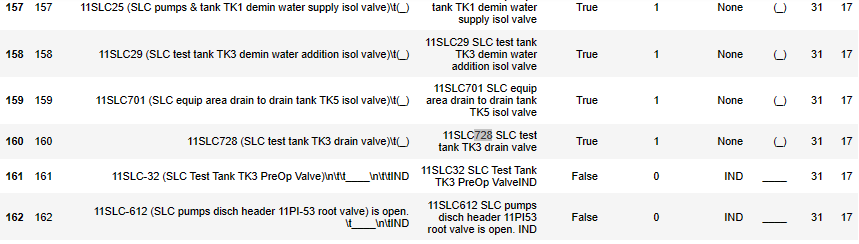 157 157 11SLC25 (SLC pumps & tank TK1 demin water supply isol valve)\t(_) tank TK1 demin water supply isol valve True 1 None (_) 31 17
158 158 11SLC29 (SLC test tank TK3 demin water addition isol valve)\t(_) 11SLC29 SLC test tank TK3 demin water addition isol valve True 1 None (_) 31 17
159 159 11SLC701 (SLC equip area drain to drain tank TK5 isol valve)\t(_) 11SLC701 SLC equip area drain to drain tank TK5 isol valve True 1 None (_) 31 17
160 160 11SLC728 (SLC test tank TK3 drain valve)\t(_) 11SLC728 SLC test tank TK3 drain valve True 1 None (_) 31 17
161 161 11SLC-32 (SLC Test Tank TK3 PreOp Valve)\n\t\t____\n\t\tIND 11SLC32 SLC Test Tank TK3 PreOp ValveIND False 0 IND ____ 31 17
162 162 11SLC-612 (SLC pumps disch header 11PI-53 root valve) is open. \t____\n\t\tIND 11SLC612 SLC pumps disch header 11PI53 root valve is open. IND False 0 IND ____ 31 17